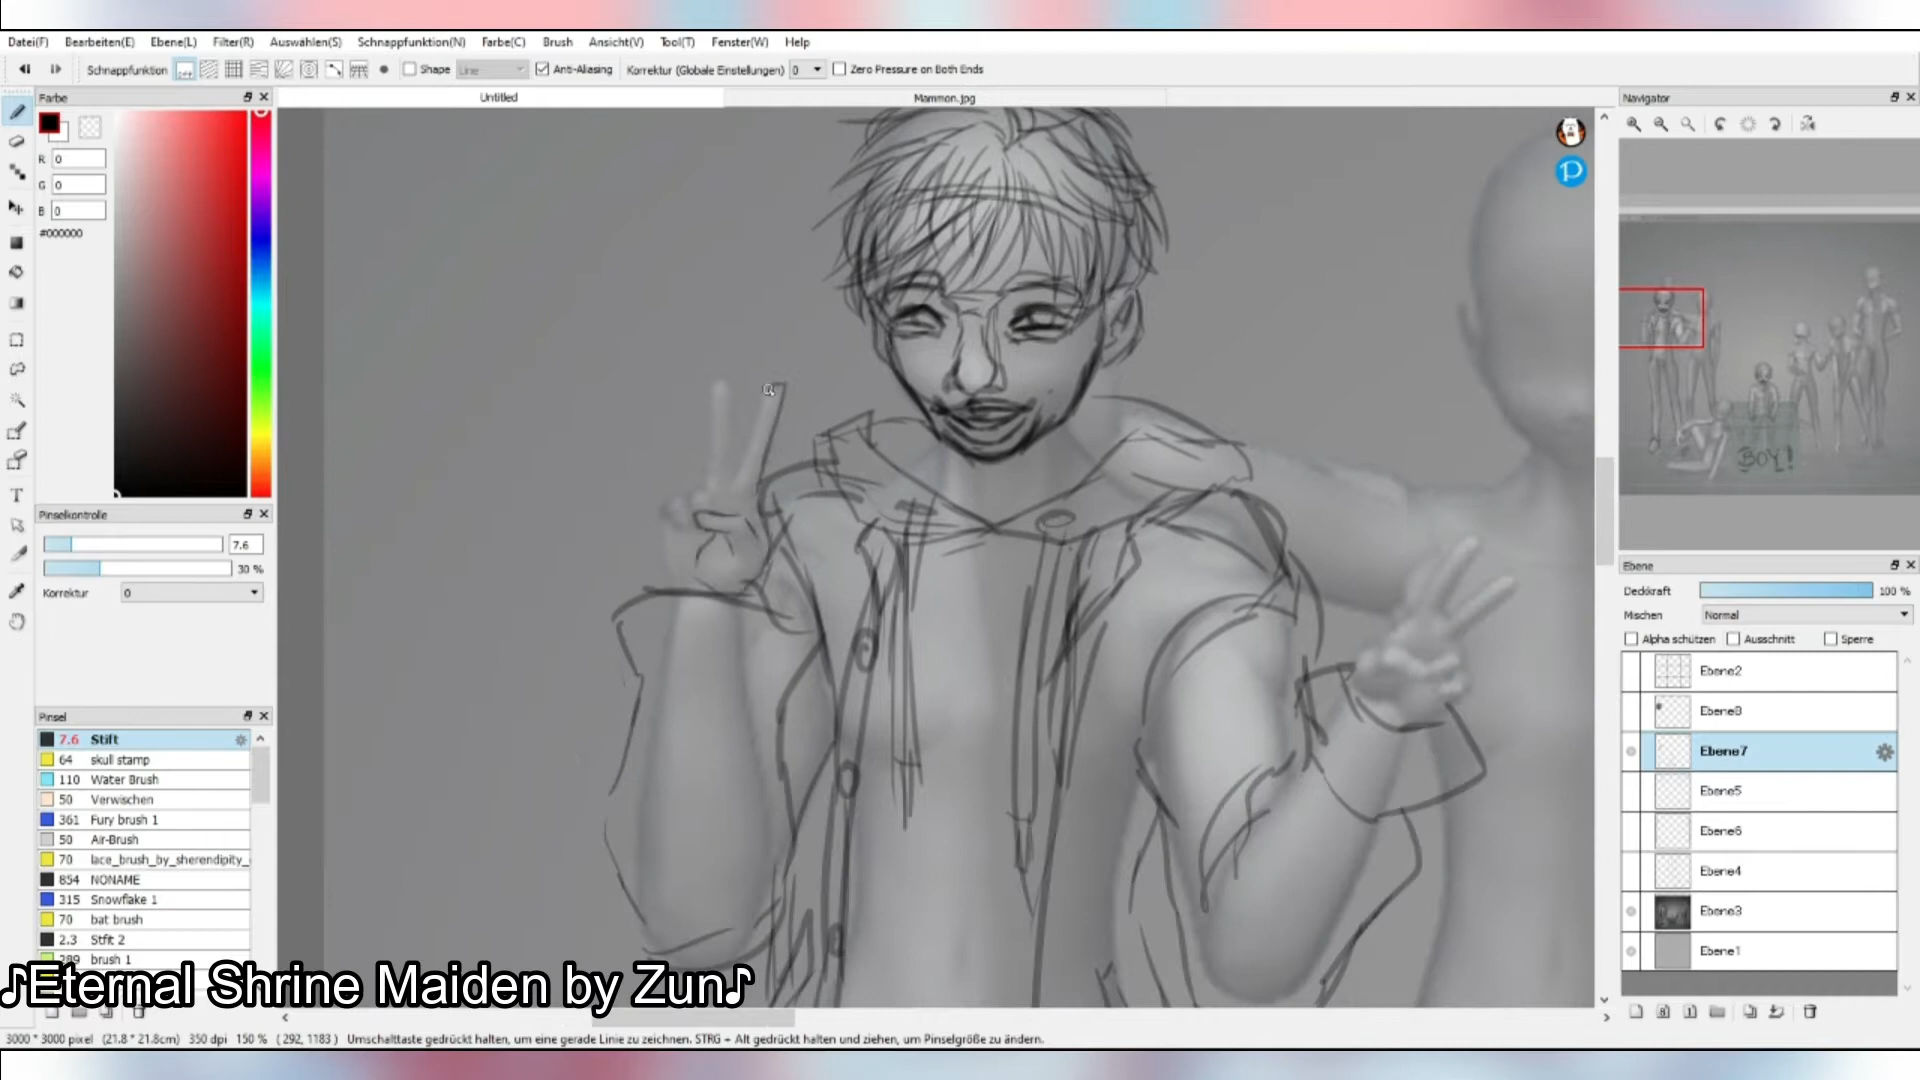 Datei(F) Bearbeiten(E) Ebene(L) Filter(R) Auswählen(S) Schnappfunktion(N) Farbe(C) Brush Ansicht(V) Tool(T) Fenster(W) Help
Schnappfunktion OFF Shape Line Anti-Aliasing Korrektur (Globale Einstellungen) 0 Zero Pressure on Both Ends
Farbe
Untitled
Mammon.jpg
Navigator
R 0
G 0
B 0
#000000
P
BOY!
Pinselkontrolle
7.6
30 %
Korrektur 0
Ebene
Deckkraft 100 %
Mischen Normal
Alpha schützen Ausschnitt Sperre
Ebene2
Ebene8
Ebene7
Ebene5
Ebene6
Ebene4
Ebene3
Ebene1
Pinsel
7.6 Stift
64 skull stamp
110 Water Brush
50 Verwischen
361 Fury brush 1
50 Air-Brush
70 lace_brush_by_sherendipity_
854 NONAME
315 Snowflake 1
70 bat brush
2.3 Stfit 2
289 brush 1
♪Eternal Shrine Maiden by Zun♪
3000 * 3000 pixel (21.8 * 21.8cm) 350 dpi 150 % ( 292, 1183 ) Umschalttaste gedrückt halten, um eine gerade Linie zu zeichnen. STRG + Alt gedrückt halten und ziehen, um Pinselgröße zu ändern.